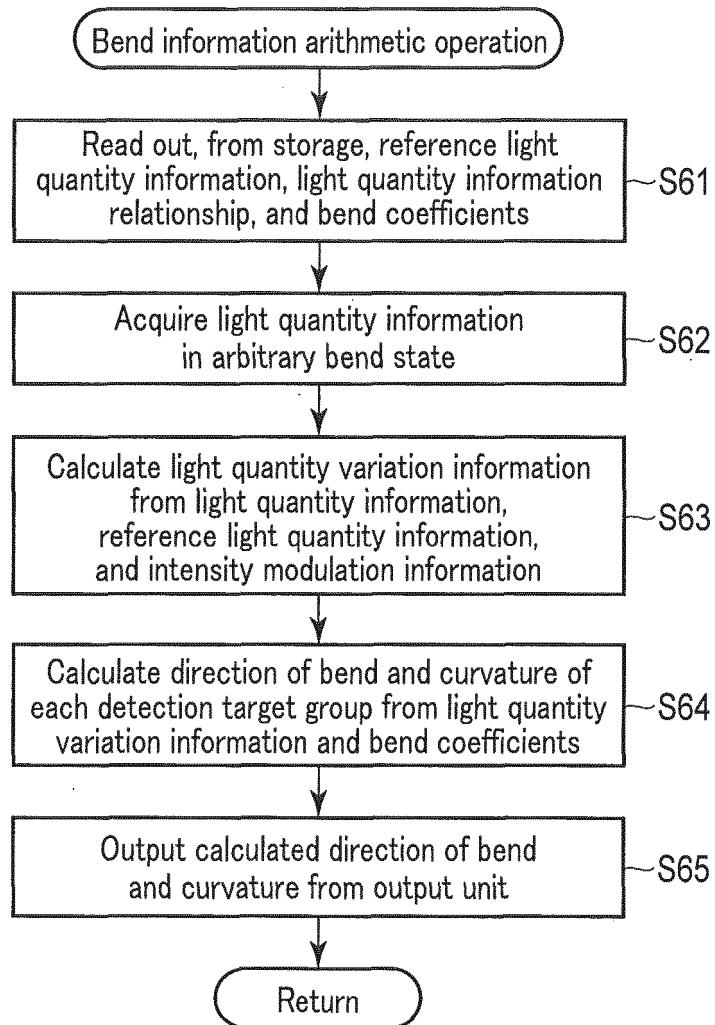 Bend information arithmetic operation
Read out, from storage, reference light
quantity information, light quantity information
relationship, and bend coefficients
S61
Acquire light quantity information
in arbitrary bend state
S62
Calculate light quantity variation information
from light quantity information,
reference light quantity information,
and intensity modulation information
S63
Calculate direction of bend and curvature of
each detection target group from light quantity
variation information and bend coefficients
S64
Output calculated direction of bend
and curvature from output unit
S65
Return